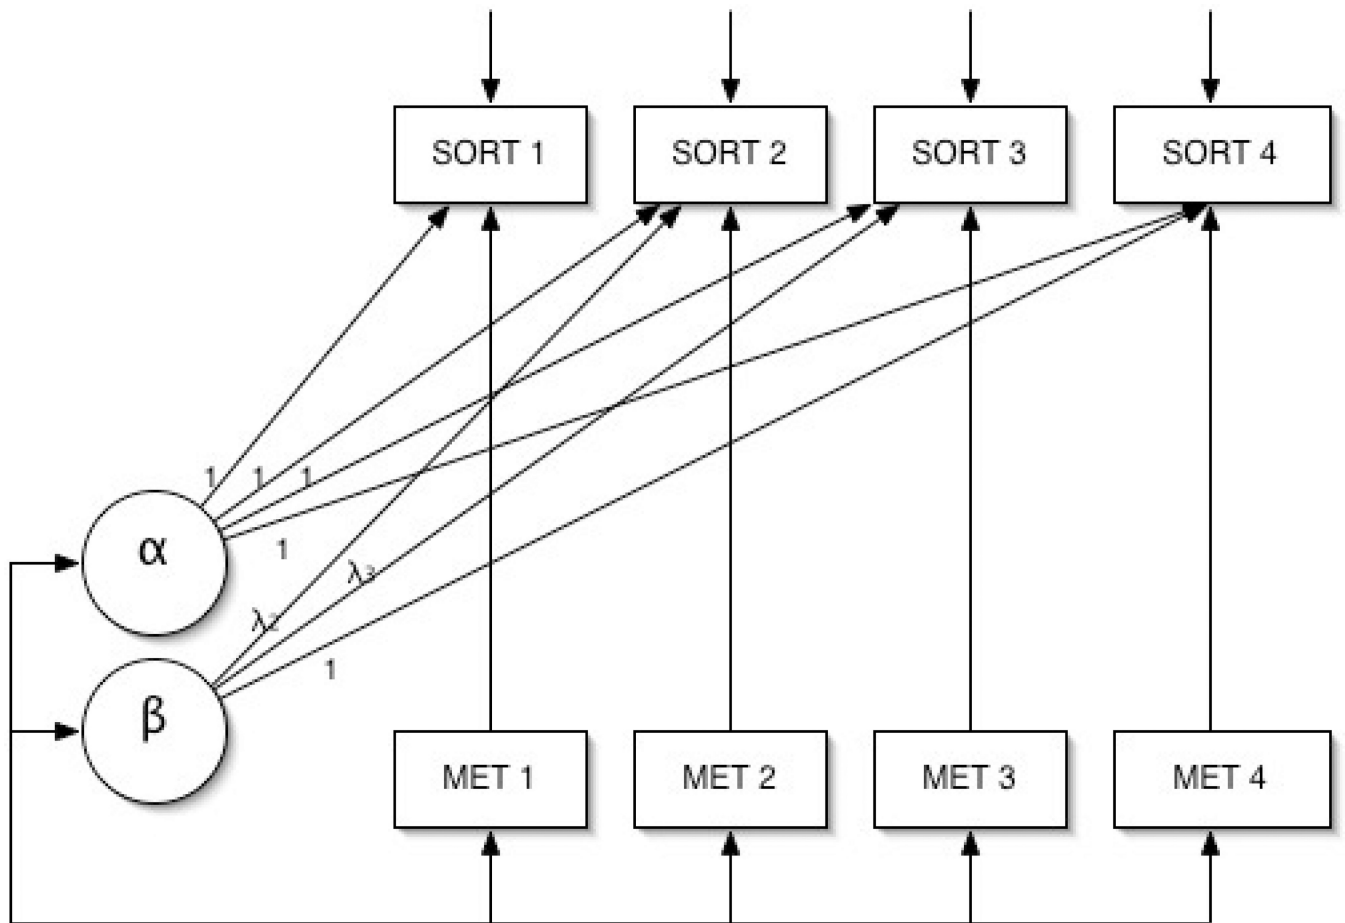 SORT 1 SORT 2 SORT 3 SORT 4
1 1 1
α
1
λ3
λ2
1
β
MET 1 MET 2 MET 3 MET 4